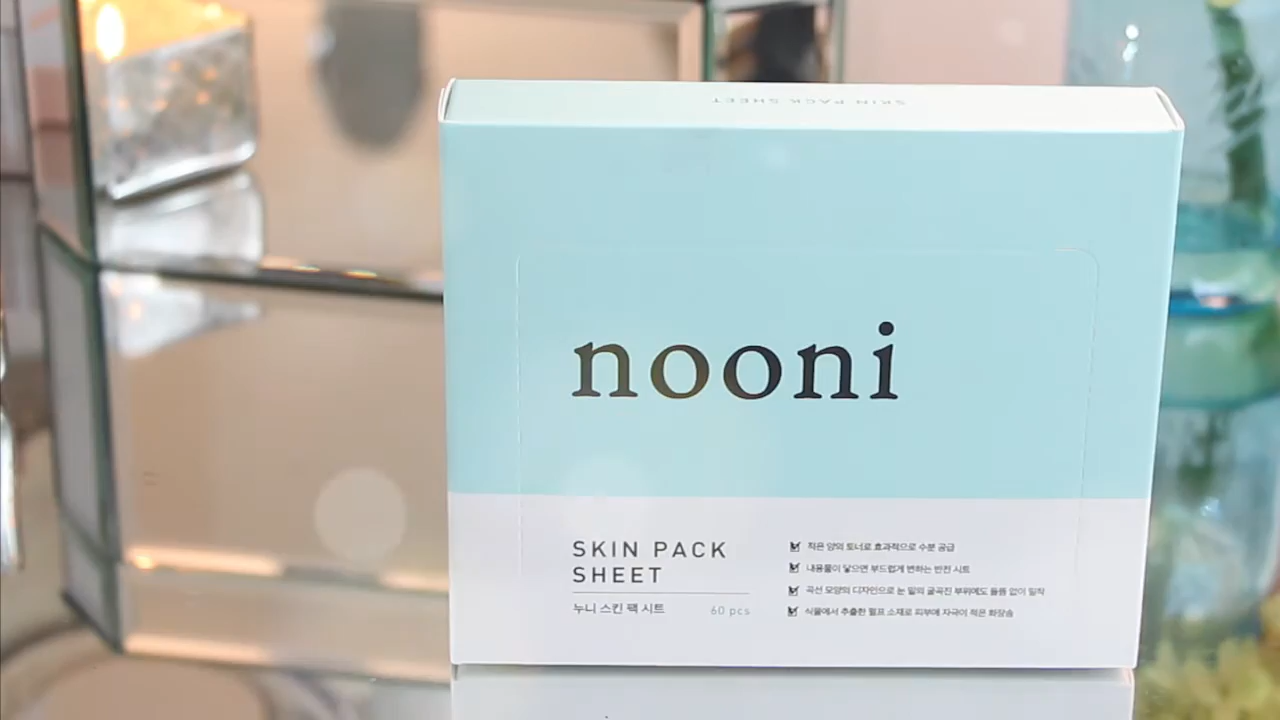 SKIN PACK SHEET
nooni
SKIN PACK
SHEET
누니 스킨 팩 시트
60 pcs
적은 양의 토너로 효과적으로 수분 공급
내용물이 닿으면 부드럽게 변하는 반전 시트
곡선 모양의 디자인으로 눈 밑의 굴곡진 부위에도 들뜸 없이 밀착
식물에서 추출한 펄프 소재로 피부에 자극이 적은 화장솜